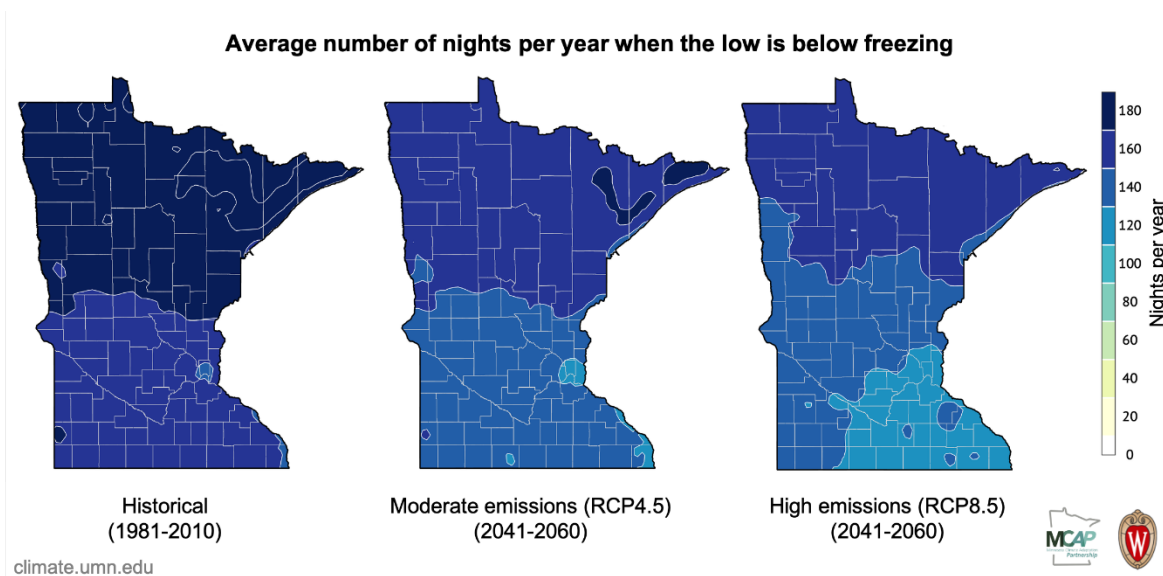 Average number of nights per year when the low is below freezing
180
160
140
120
100
80
60
40
20
0
Nights per year
Historical
(1981-2010)
Moderate emissions (RCP4.5)
(2041-2060)
High emissions (RCP8.5)
(2041-2060)
MCAP
Partnership
W
climate.umn.edu